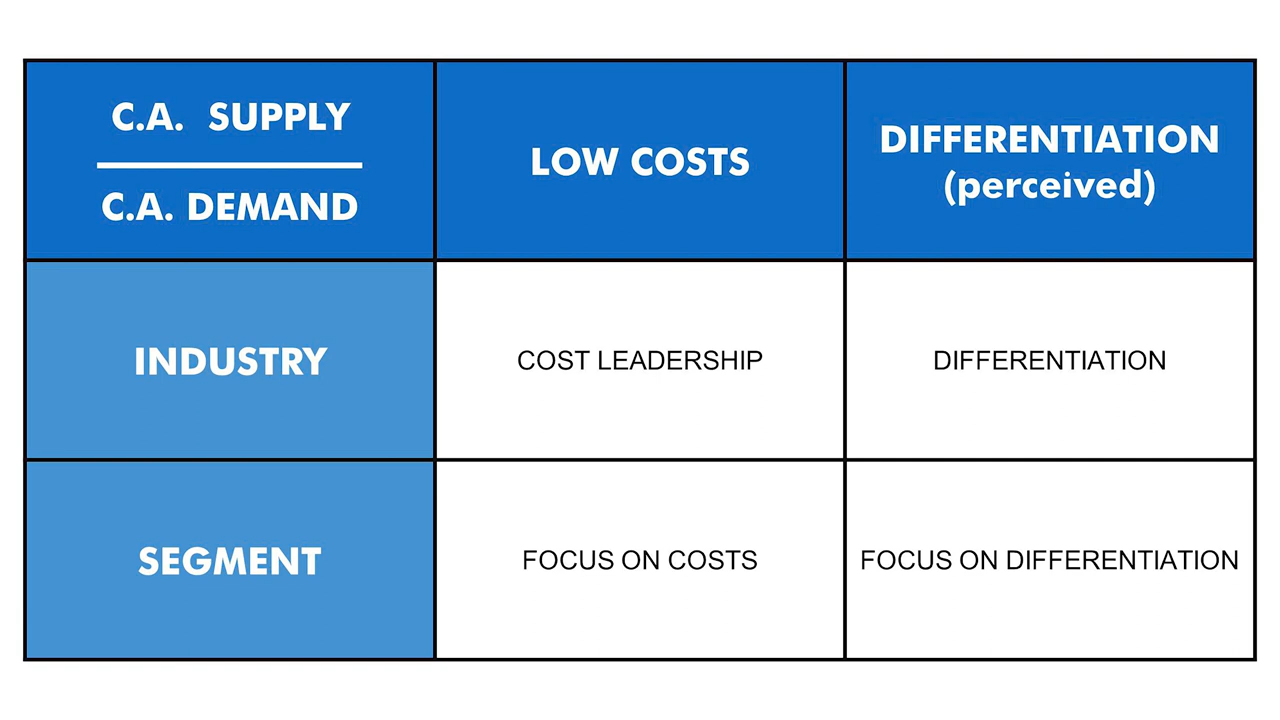 C.A. SUPPLY
C.A. DEMAND
LOW COSTS
DIFFERENTIATION
(perceived)
INDUSTRY
COST LEADERSHIP
DIFFERENTIATION
SEGMENT
FOCUS ON COSTS
FOCUS ON DIFFERENTIATION